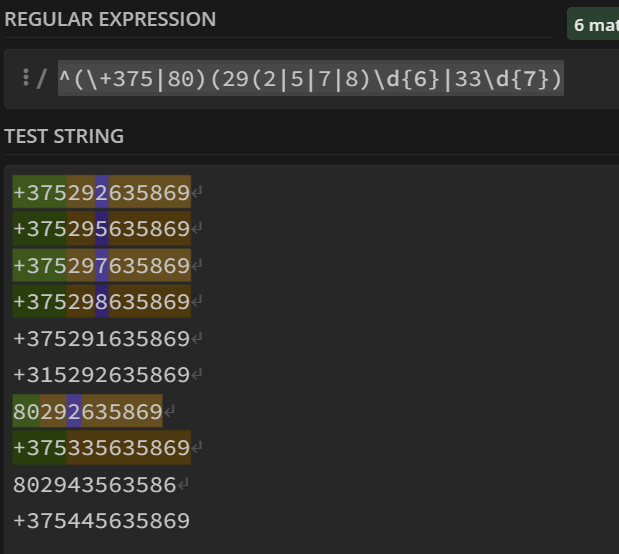 REGULAR EXPRESSION
6 mat
/ ^(\+375|80)(29(2|5|7|8)\d{6}|33\d{7})
TEST STRING
+375292635869↵
+375295635869↵
+375297635869↵
+375298635869↵
+375291635869↵
+315292635869↵
80292635869↵
+375335635869↵
802943563586↵
+375445635869